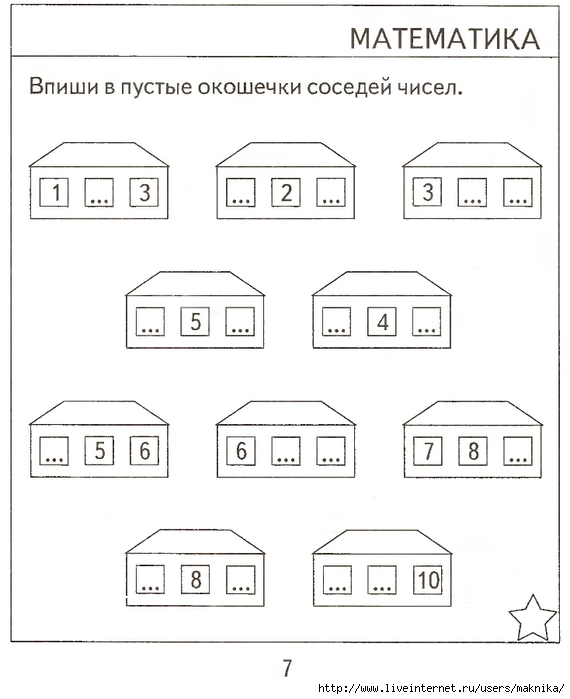 МАТЕМАТИКА
Впиши в пустые окошечки соседей чисел.
1 ... 3 ... 2 ... 3 ... ...
... 5 ... ... 4 ...
... 5 6 6 ... ... 7 8 ...
... 8 ... ... ... 10
7
http://www.liveinternet.ru/users/maknika/